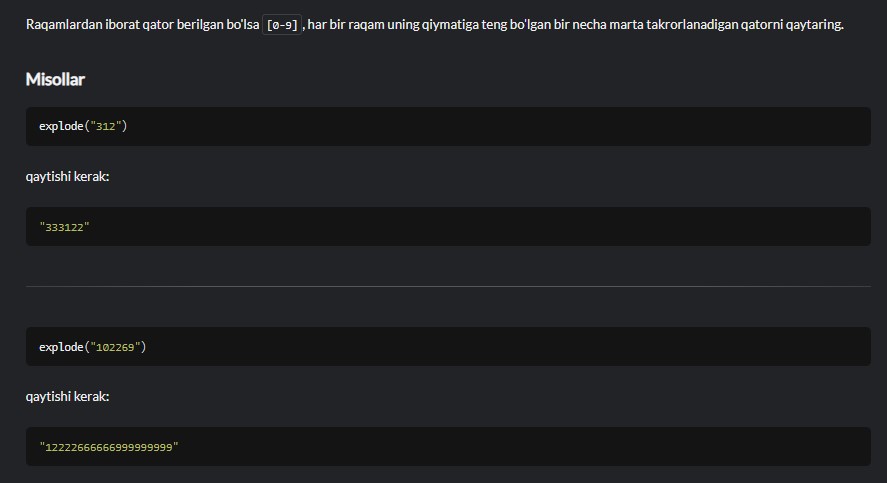 Raqamlardan iborat qator berilgan bo'lsa [0-9], har bir raqam uning qiymatiga teng bo'lgan bir necha marta takrorlanadigan qatorni qaytaring.
Misollar
explode("312")
qaytishi kerak:
"333122"
explode("102269")
qaytishi kerak:
"12222666666999999999"